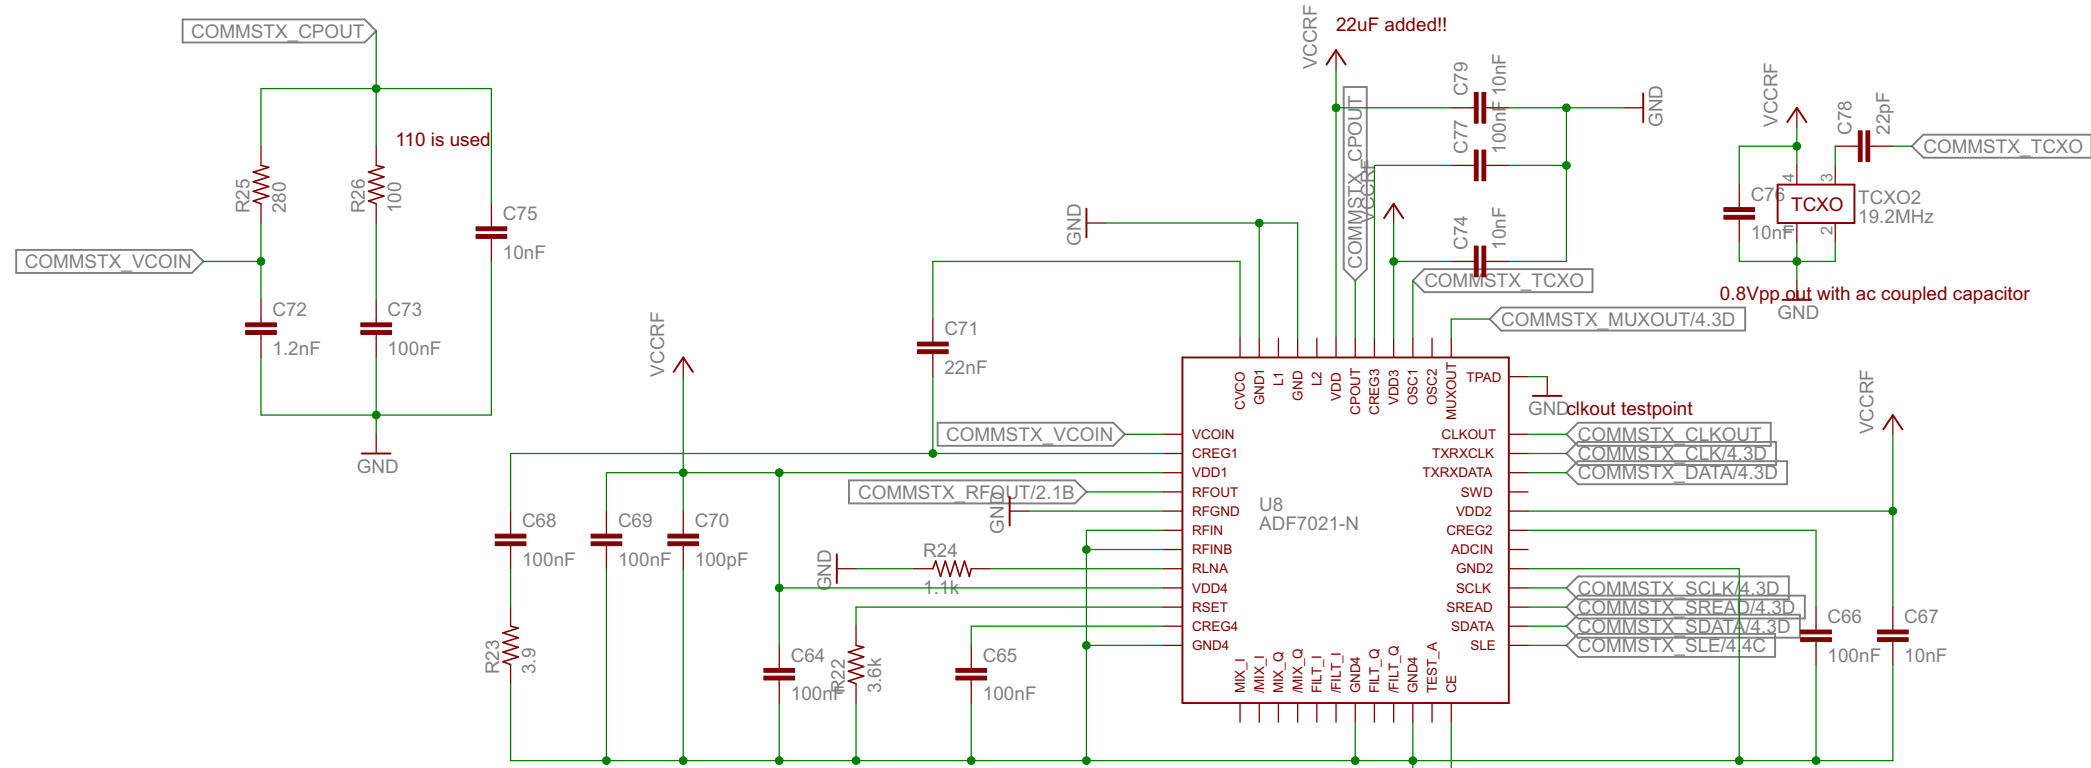 COMMSTX_CPOUT
110 is used
R25
280
R26
100
C75
10nF
COMMSTX_VCOIN
C72
1.2nF
C73
100nF
GND
VCCRF
22uF added!!
COMMSTX_CPOUT
VCCRF
C79
10nF
C77
100nF
C74
10nF
GND
GND
COMMSTX_TCXO
COMMSTX_MUXOUT/4.3D
VCCRF
C78
22pF
COMMSTX_TCXO
C76
10nF
4
3
TCXO
1
2
TCXO2
19.2MHz
0.8Vpp out with ac coupled capacitor
GND
VCCRF
C71
22nF
COMMSTX_VCOIN
COMMSTX_RFOUT/2.1B
GND
GND
R24
1.1k
C68
100nF
C69
100nF
C70
100pF
R23
3.9
C64
100nF
R22
3.6k
C65
100nF
CVCO
GND1
L1
GND
L2
VDD
CPOUT
CREG3
VDD3
OSC1
OSC2
MUXOUT
TPAD
GND
clkout testpoint
VCOIN
CREG1
VDD1
RFOUT
RFGND
RFIN
RFINB
RLNA
VDD4
RSET
CREG4
GND4
U8
ADF7021-N
CLKOUT
TXRXCLK
TXRXDATA
SWD
VDD2
CREG2
ADCIN
GND2
SCLK
SREAD
SDATA
SLE
MIX_I
/MIX_I
MIX_Q
/MIX_Q
FILT_I
/FILT_I
GND4
FILT_Q
/FILT_Q
GND4
TEST_A
CE
COMMSTX_CLKOUT
COMMSTX_CLK/4.3D
COMMSTX_DATA/4.3D
COMMSTX_SCLK/4.3D
COMMSTX_SREAD/4.3D
COMMSTX_SDATA/4.3D
COMMSTX_SLE/4.4C
VCCRF
C66
100nF
C67
10nF